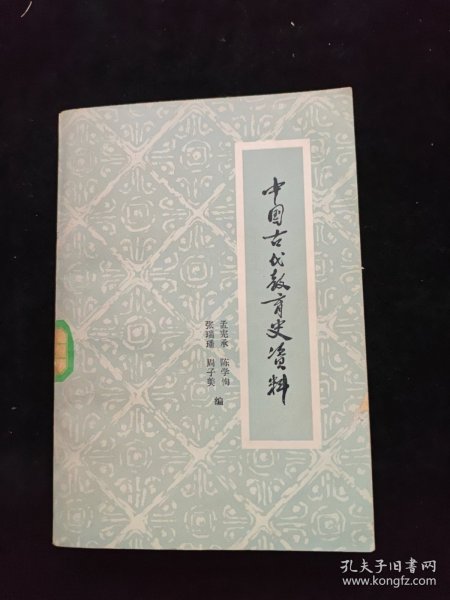 中国古代教育史资料
孟宪承 陈学恂
张瑞璠 周子美 编
孔夫子旧书网
www.kongfz.com